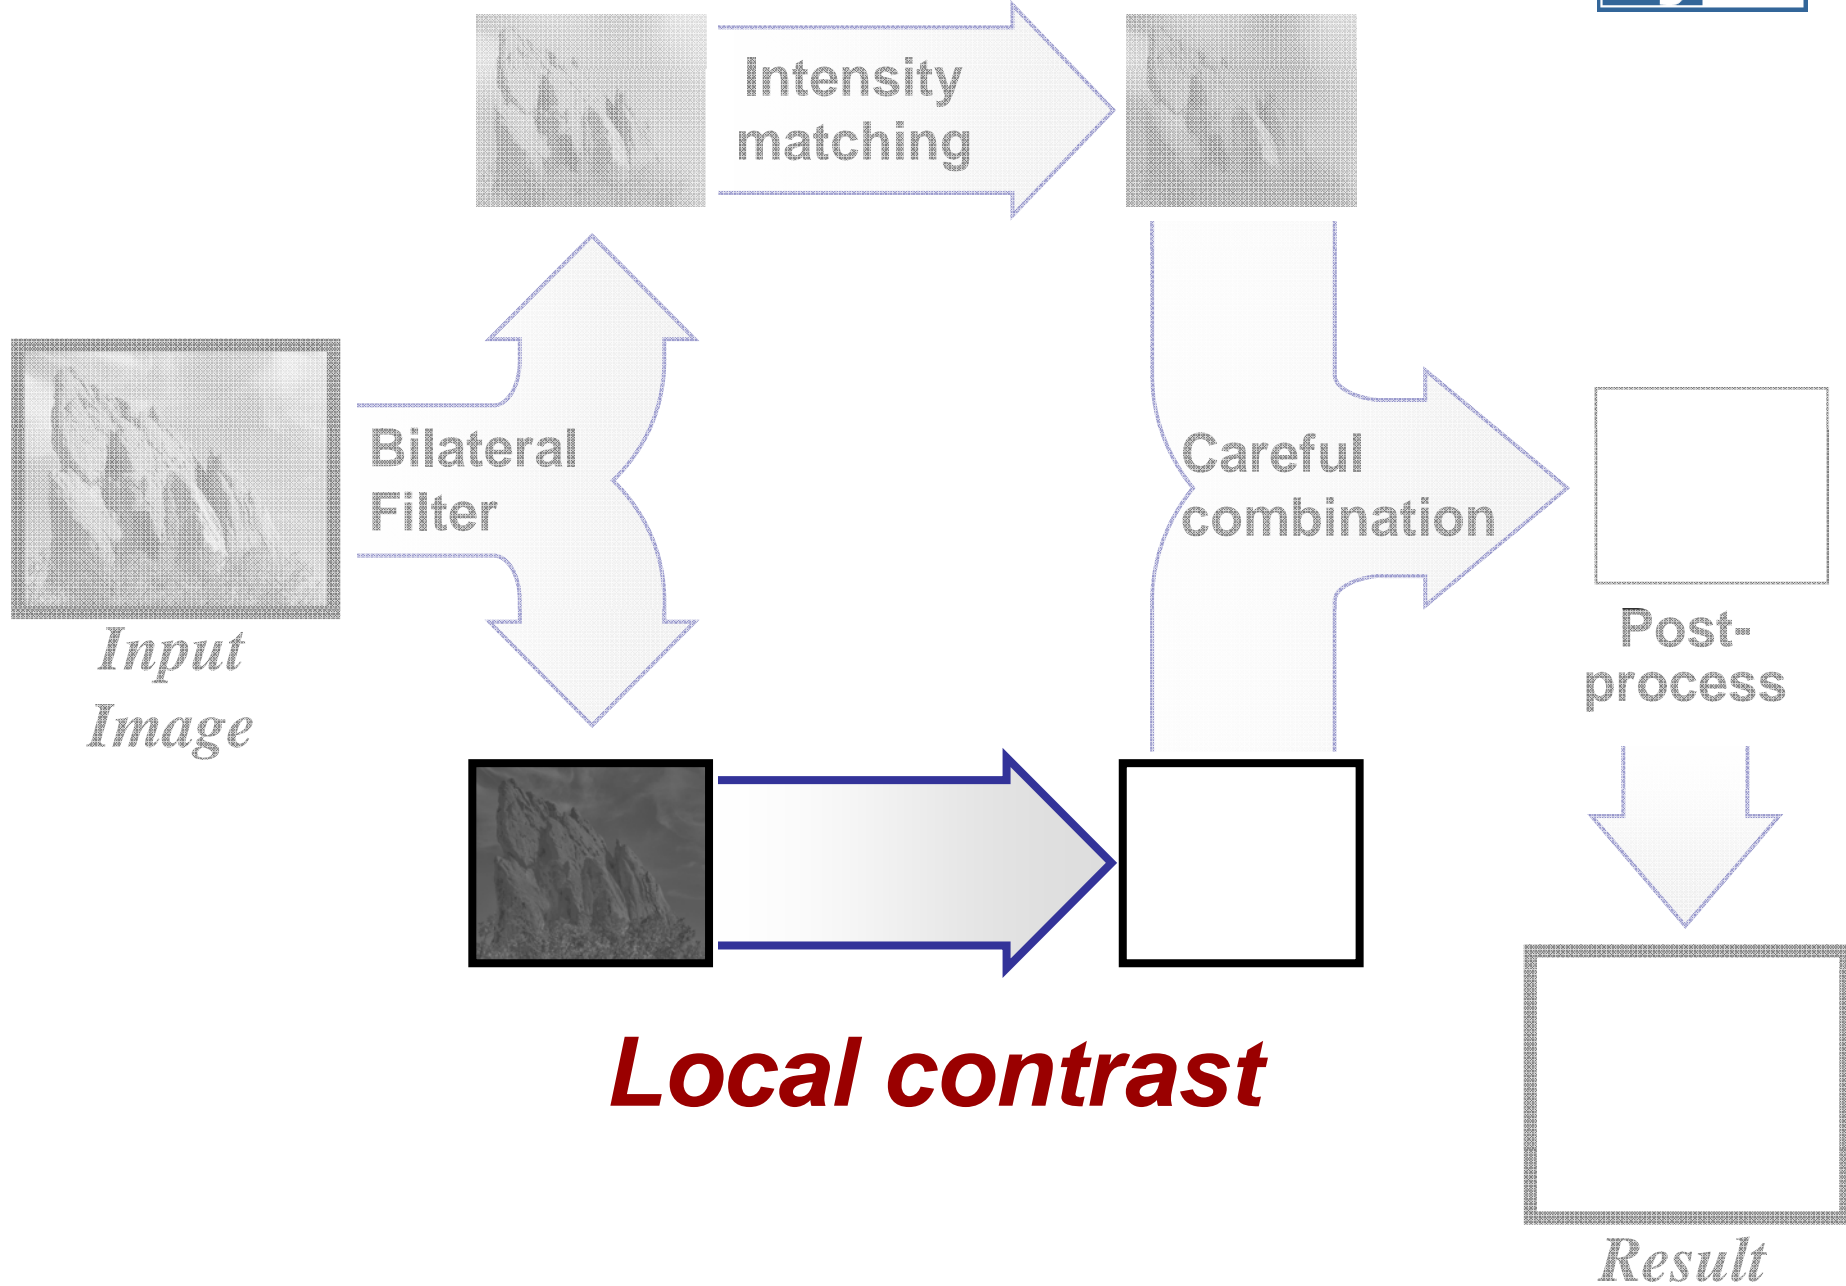 Intensity
matching
Bilateral
Filter
Careful
combination
Input
Image
Post-
process
Local contrast
Result